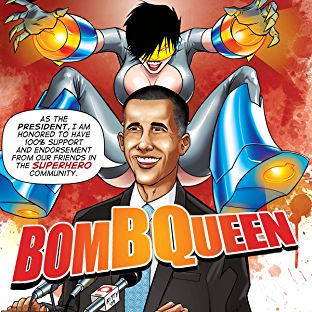 AS THE
PRESIDENT, I AM
HONORED TO HAVE
100% SUPPORT
AND ENDORSEMENT
FROM OUR FRIENDS IN
THE SUPERHERO
COMMUNITY.
BOMBQUEEN